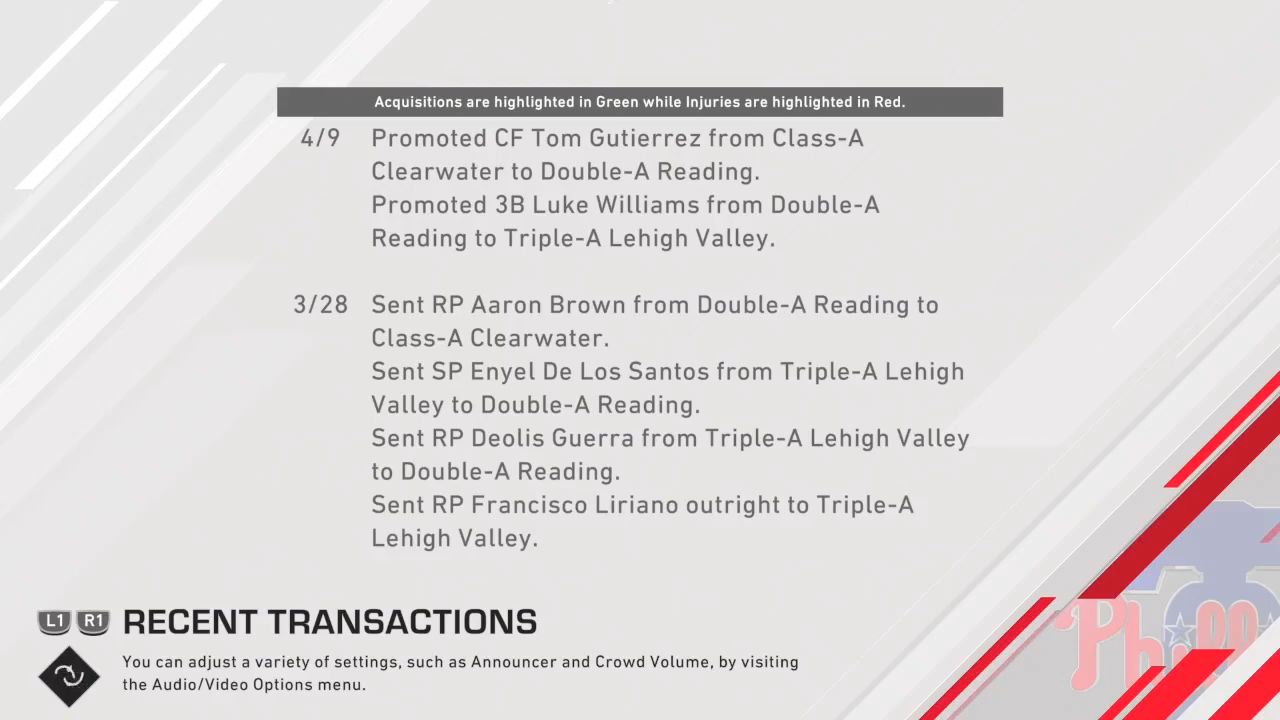 Acquisitions are highlighted in Green while Injuries are highlighted in Red.
4/9 Promoted CF Tom Gutierrez from Class-A
Clearwater to Double-A Reading.
Promoted 3B Luke Williams from Double-A
Reading to Triple-A Lehigh Valley.
3/28 Sent RP Aaron Brown from Double-A Reading to
Class-A Clearwater.
Sent SP Enyel De Los Santos from Triple-A Lehigh
Valley to Double-A Reading.
Sent RP Deolis Guerra from Triple-A Lehigh Valley
to Double-A Reading.
Sent RP Francisco Liriano outright to Triple-A
Lehigh Valley.
L1 R1 RECENT TRANSACTIONS
You can adjust a variety of settings, such as Announcer and Crowd Volume, by visiting
the Audio/Video Options menu.